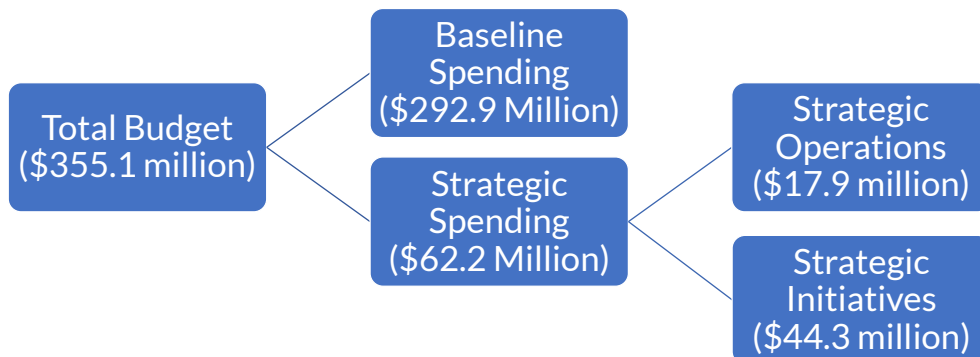 Total Budget
($355.1 million)
Baseline
Spending
($292.9 Million)
Strategic
Spending
($62.2 Million)
Strategic
Operations
($17.9 million)
Strategic
Initiatives
($44.3 million)